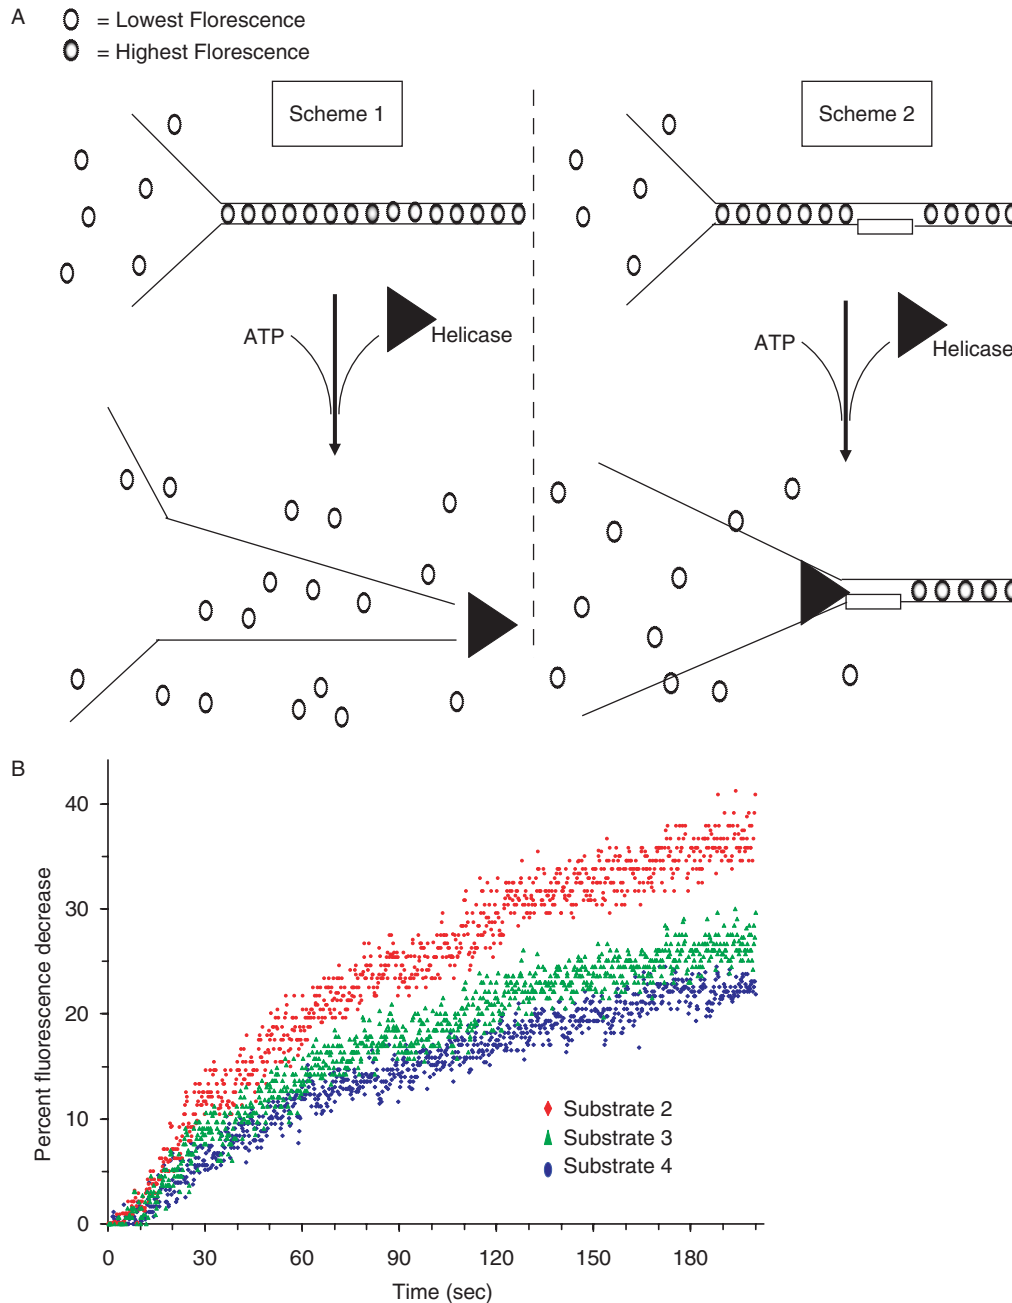 A
= Lowest Florescence
= Highest Florescence
Scheme 1
Scheme 2
ATP
Helicase
ATP
Helicase
B
Percent fluorescence decrease
40
30
20
10
0
0 30 60 90 120 150 180
Time (sec)
Substrate 2
Substrate 3
Substrate 4